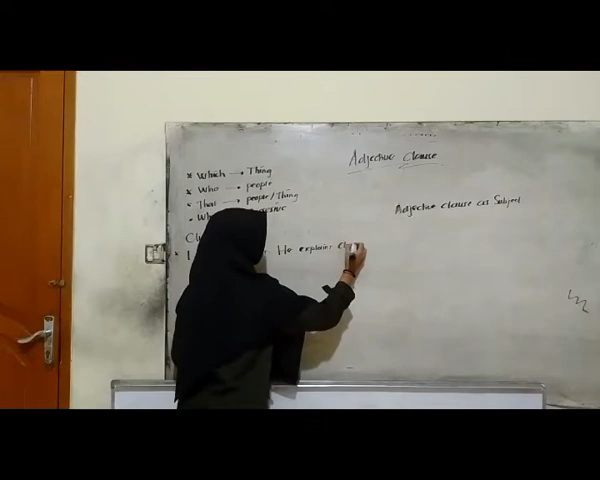 Adjective Clause
* Which → Thing
* Who → people
* That → people/Thing
Adjective clause as Subject
He explains